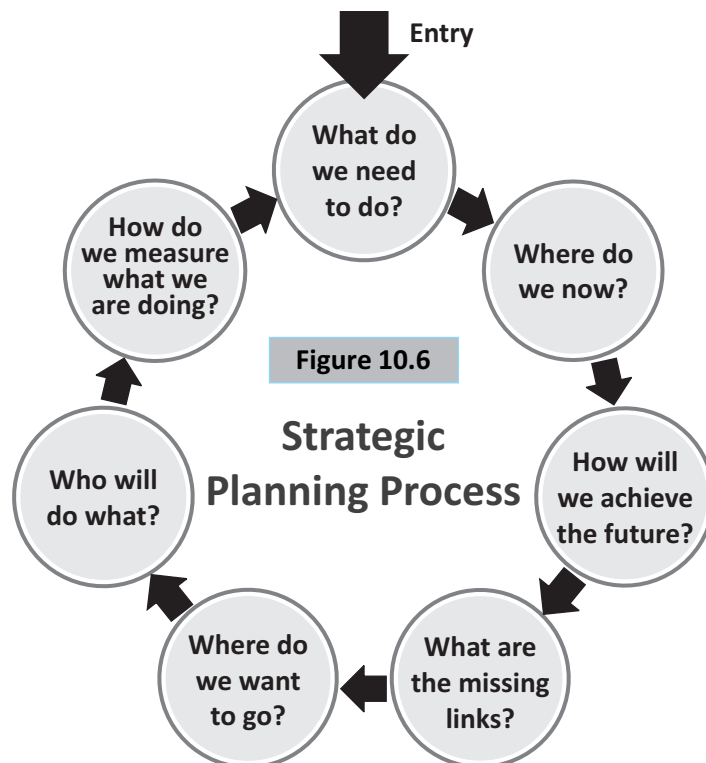 Entry
What do
we need
to do?
Where do
we now?
How will
we achieve
the future?
What are
the missing
links?
Where do
we want
to go?
Who will
do what?
How do
we measure
what we
are doing?
Figure 10.6
Strategic
Planning Process